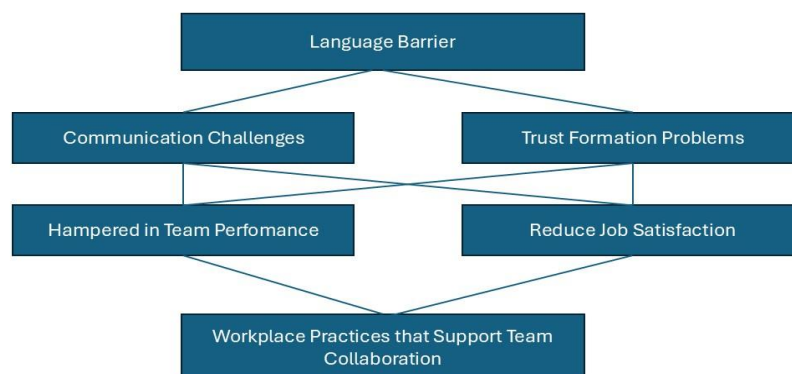 Language Barrier
Communication Challenges
Trust Formation Problems
Hampered in Team Perfomance
Reduce Job Satisfaction
Workplace Practices that Support Team
Collaboration